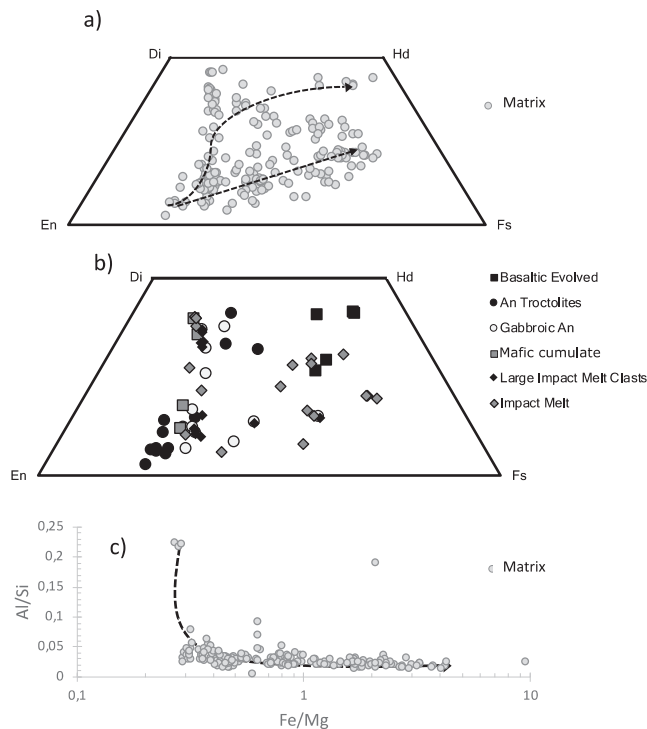 a)
Di
Hd
Matrix
En
Fs
b)
Di
Hd
Basaltic Evolved
An Troctolites
Gabbroic An
Mafic cumulate
Large Impact Melt Clasts
Impact Melt
En
Fs
c)
0,25
0,2
0,15
0,1
0,05
0
Al/Si
Matrix
0,1
1
10
Fe/Mg